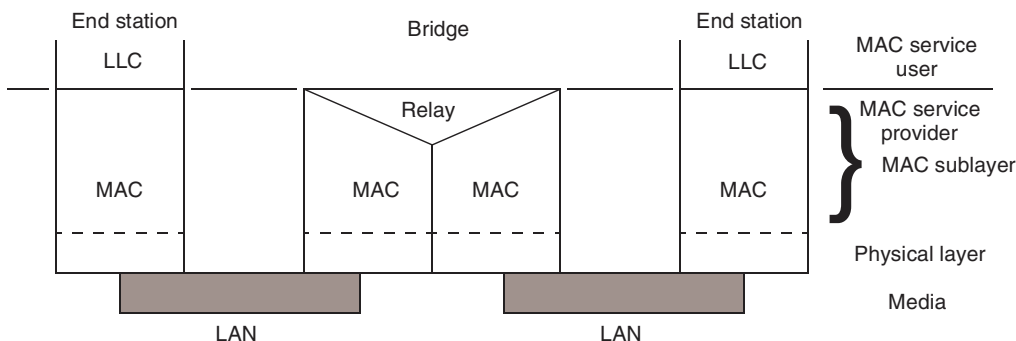 End station
Bridge
End station
LLC
LLC
MAC service
user
Relay
MAC service
provider
MAC
MAC
MAC
MAC
MAC sublayer
Physical layer
Media
LAN
LAN